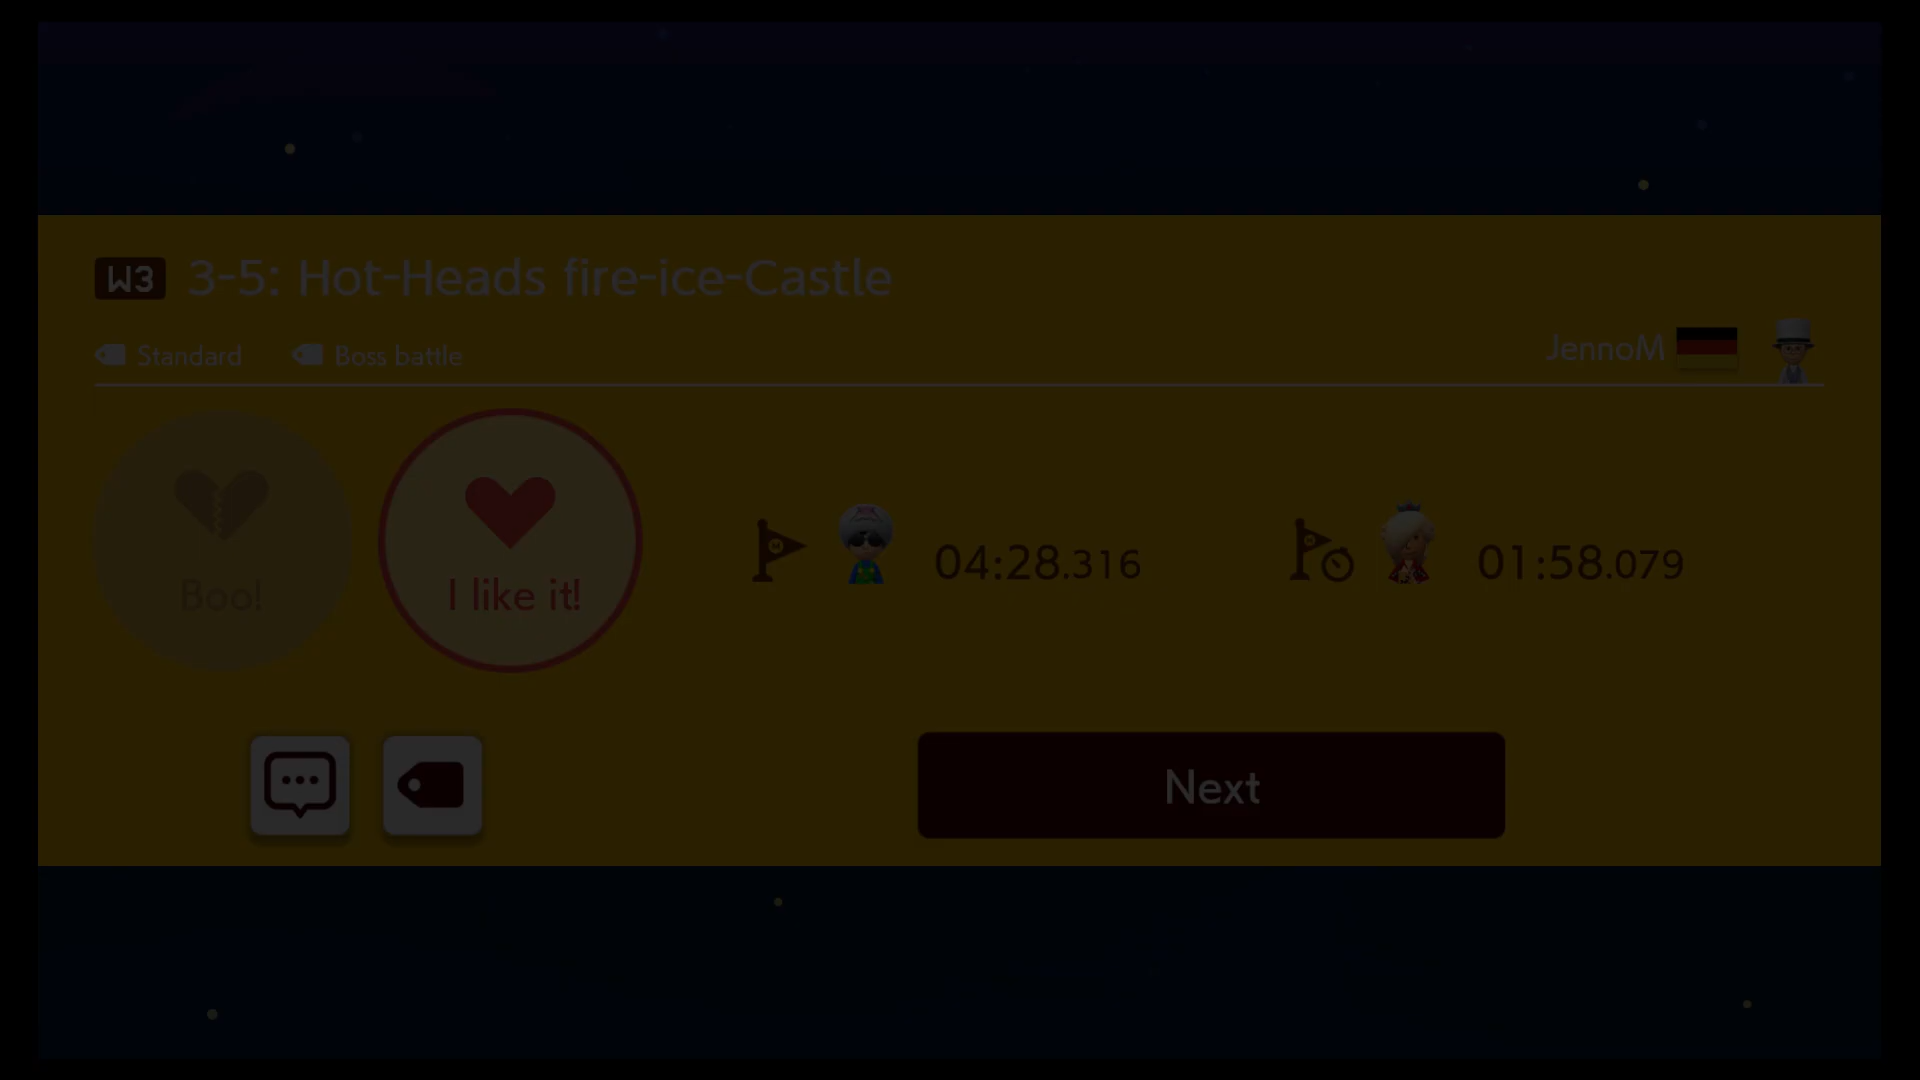 W3 3-5: Hot-Heads fire-ice-Castle
Standard Boss battle
JennoM
Boo!
I like it!
04:28.316
01:58.079
Next